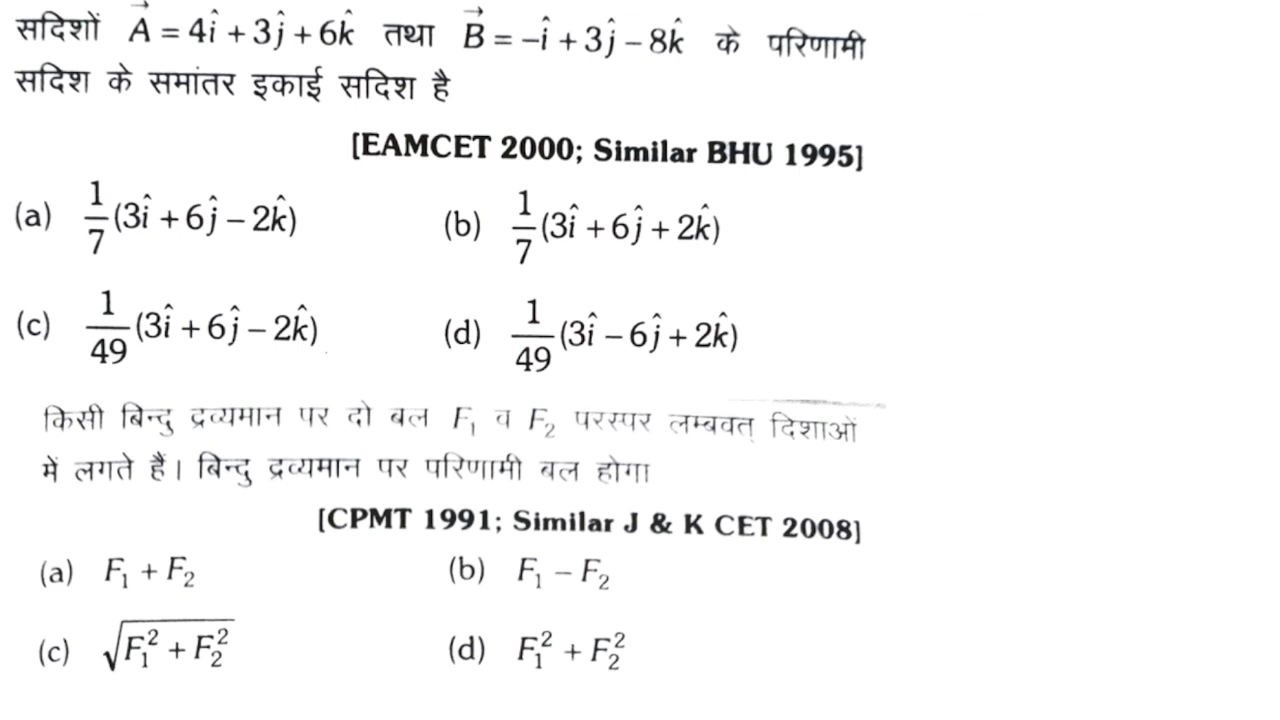 सदिशों $\vec{A} = 4\hat{i} + 3\hat{j} + 6\hat{k}$ तथा $\vec{B} = -\hat{i} + 3\hat{j} - 8\hat{k}$ के परिणामी
सदिश के समांतर इकाई सदिश है
[EAMCET 2000; Similar BHU 1995]
(a) $\frac{1}{7}(3\hat{i} + 6\hat{j} - 2\hat{k})$ (b) $\frac{1}{7}(3\hat{i} + 6\hat{j} + 2\hat{k})$
(c) $\frac{1}{49}(3\hat{i} + 6\hat{j} - 2\hat{k})$ (d) $\frac{1}{49}(3\hat{i} - 6\hat{j} + 2\hat{k})$
किसी बिन्दु द्रव्यमान पर दो बल $F_1$ व $F_2$ परस्पर लम्बवत् दिशाओं
में लगते हैं। बिन्दु द्रव्यमान पर परिणामी बल होगा
[CPMT 1991; Similar J & K CET 2008]
(a) $F_1 + F_2$ (b) $F_1 - F_2$
(c) $\sqrt{F_1^2 + F_2^2}$ (d) $F_1^2 + F_2^2$